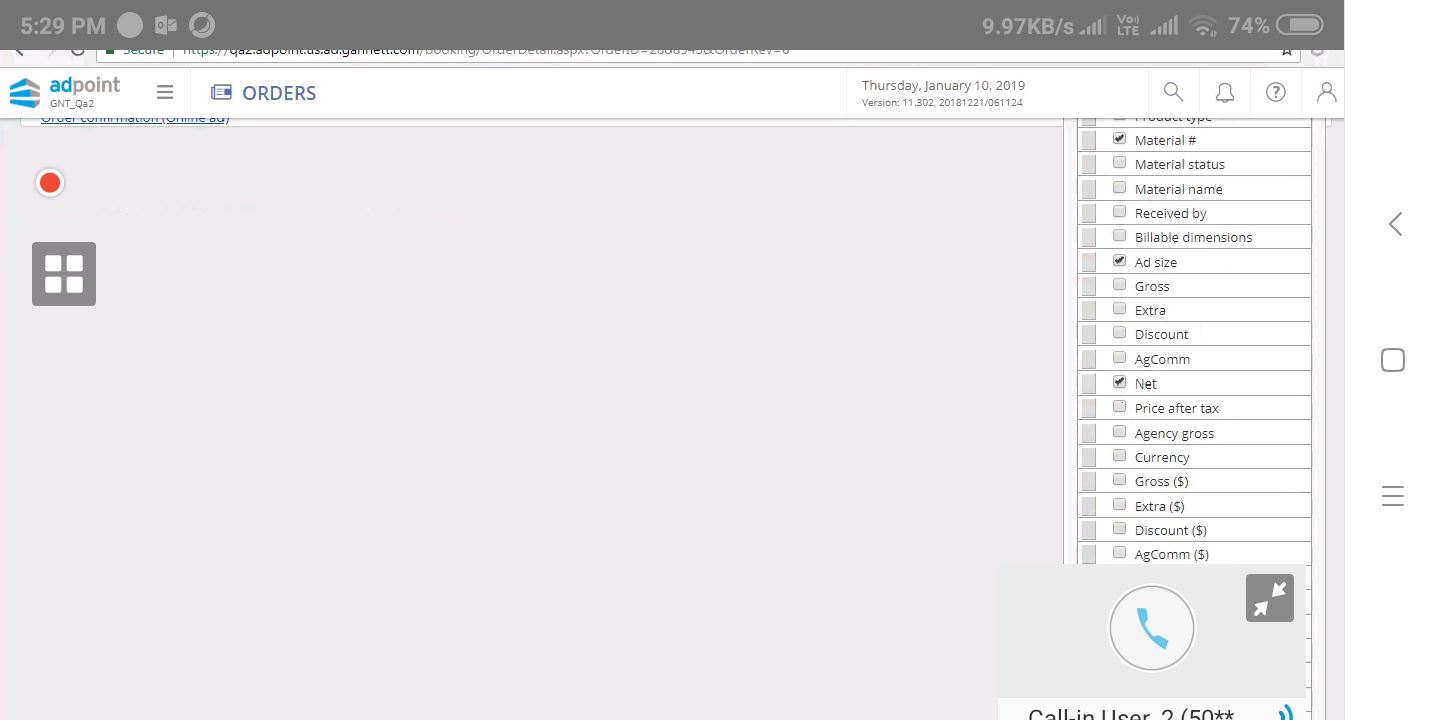 5:29 PM
9.97KB/s Vo) LTE 74%
Secure https://qa2.adpoint.us.ad.gannett.com/booking/OrderDetail.aspx?OrderID=
adpoint
GNT_Qa2
ORDERS
Thursday, January 10, 2019
Version: 11.302, 20181221/061124
Order confirmation (Online ad)
Product type
Material #
Material status
Material name
Received by
Billable dimensions
Ad size
Gross
Extra
Discount
AgComm
Net
Price after tax
Agency gross
Currency
Gross ($)
Extra ($)
Discount ($)
AgComm ($)
Call-in User_2 (50**